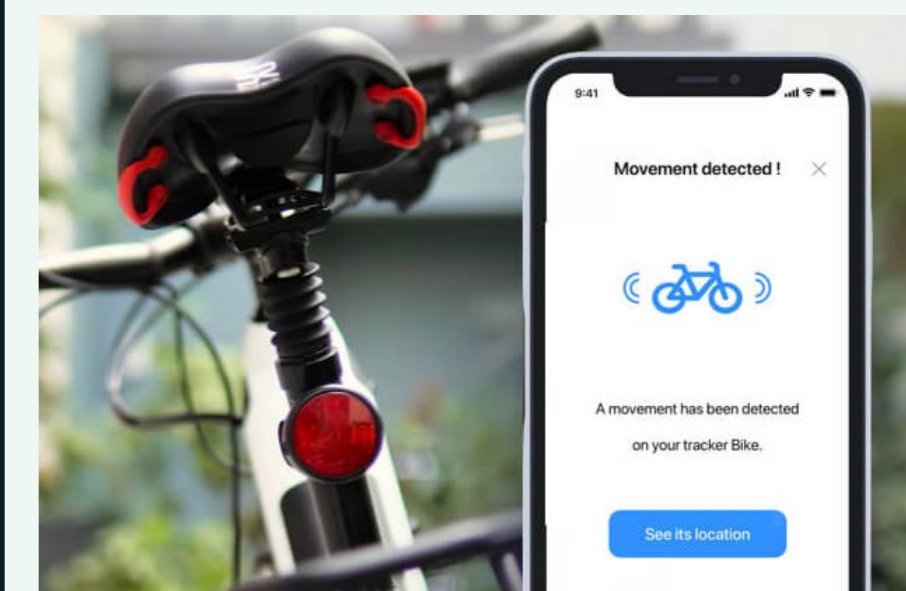 9:41
Movement detected !
A movement has been detected
on your tracker Bike.
See its location